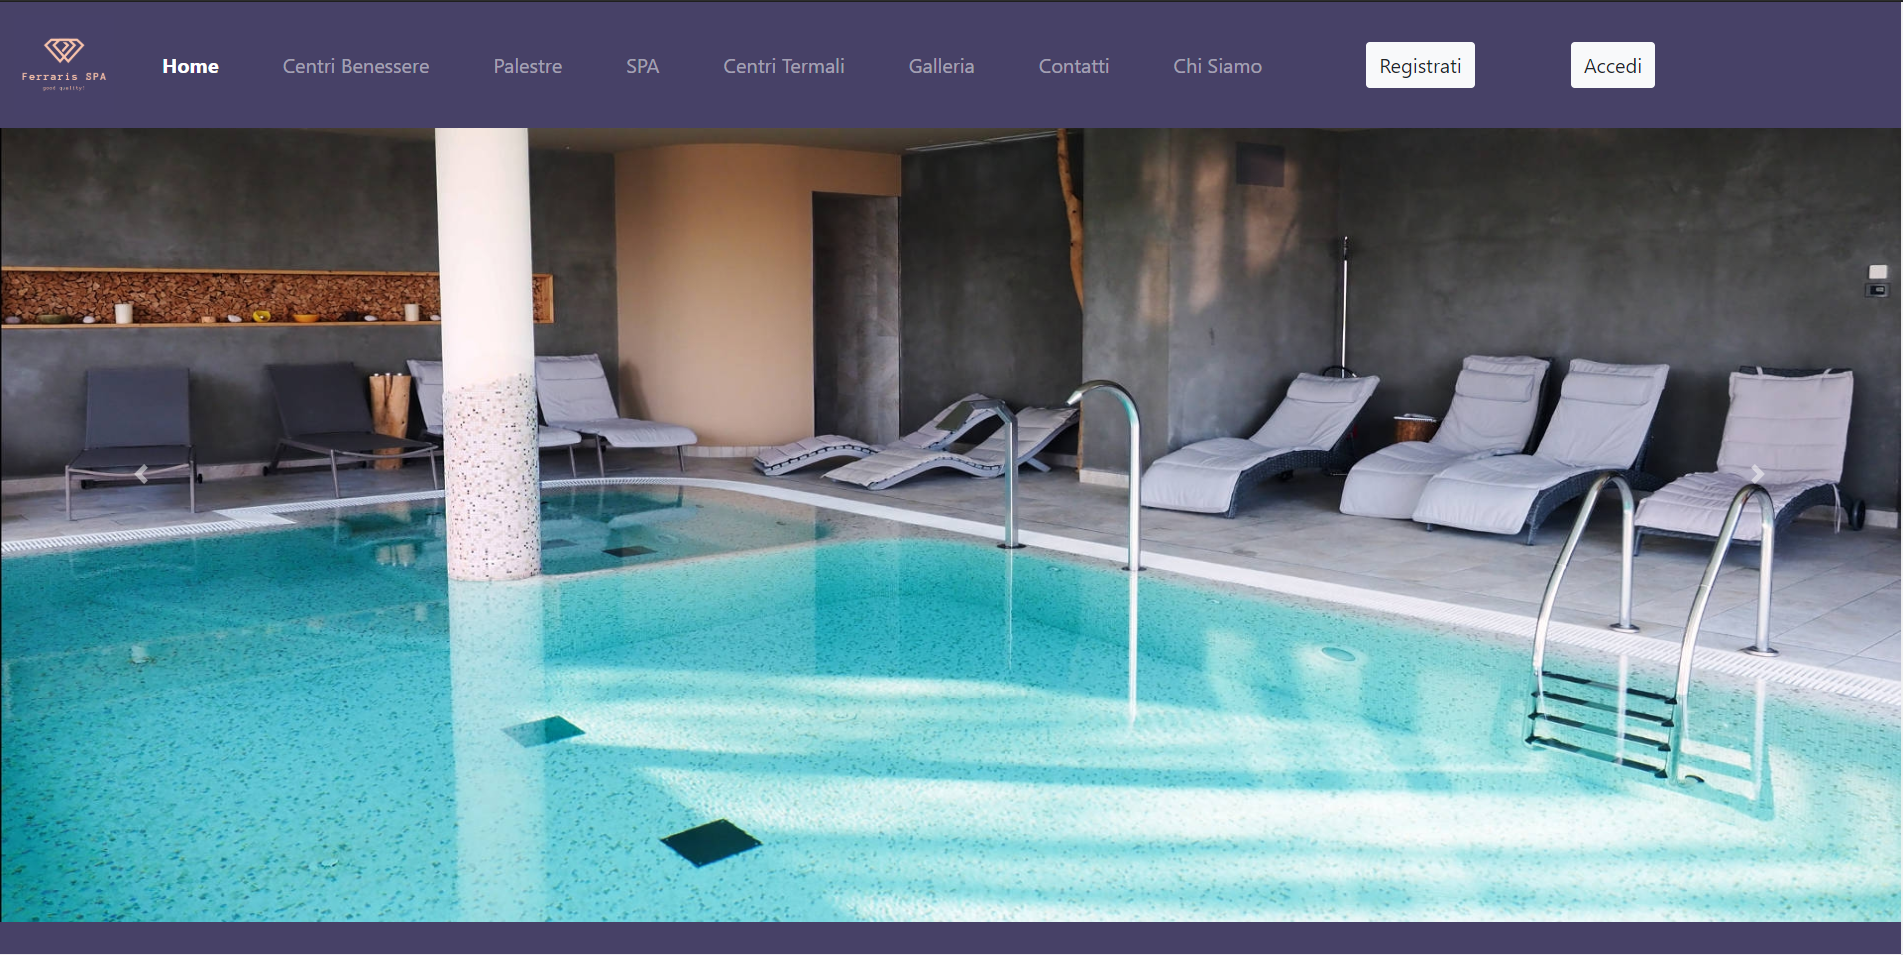 Ferraris SPA
good quality!
Home
Centri Benessere
Palestre
SPA
Centri Termali
Galleria
Contatti
Chi Siamo
Registrati
Accedi